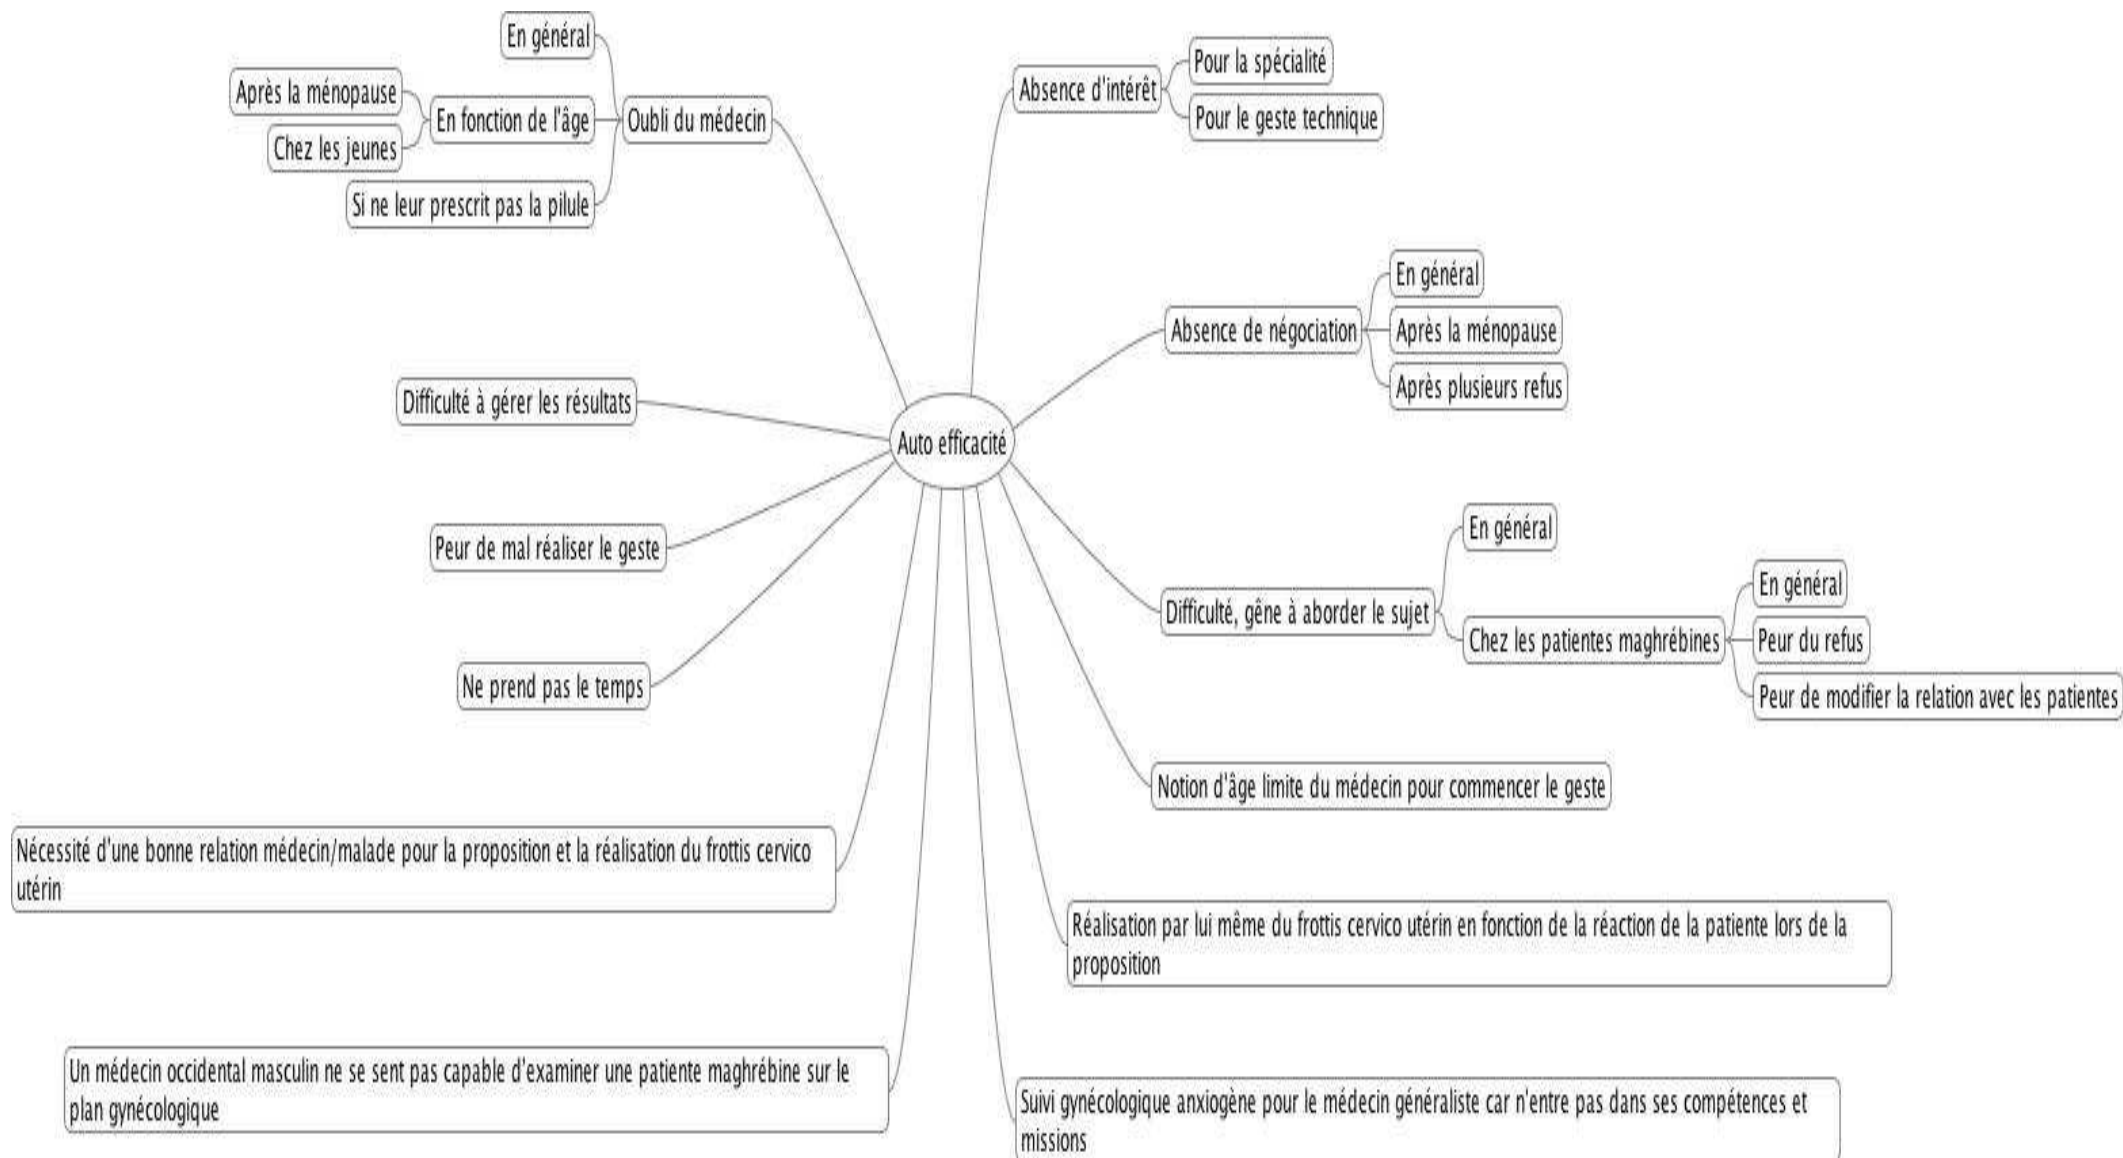 En général
Après la ménopause
En fonction de l'âge
Oubli du médecin
Chez les jeunes
Si ne leur prescrit pas la pilule
Difficulté à gérer les résultats
Peur de mal réaliser le geste
Ne prend pas le temps
Nécessité d'une bonne relation médecin/malade pour la proposition et la réalisation du frottis cervico
utérin
Un médecin occidental masculin ne se sent pas capable d'examiner une patiente maghrébine sur le
plan gynécologique
Auto efficacité
Absence d'intérêt
Pour la spécialité
Pour le geste technique
Absence de négociation
En général
Après la ménopause
Après plusieurs refus
Difficulté, gêne à aborder le sujet
En général
Chez les patientes maghrébines
En général
Peur du refus
Peur de modifier la relation avec les patientes
Notion d'âge limite du médecin pour commencer le geste
Réalisation par lui même du frottis cervico utérin en fonction de la réaction de la patiente lors de la
proposition
Suivi gynécologique anxiogène pour le médecin généraliste car n'entre pas dans ses compétences et
missions